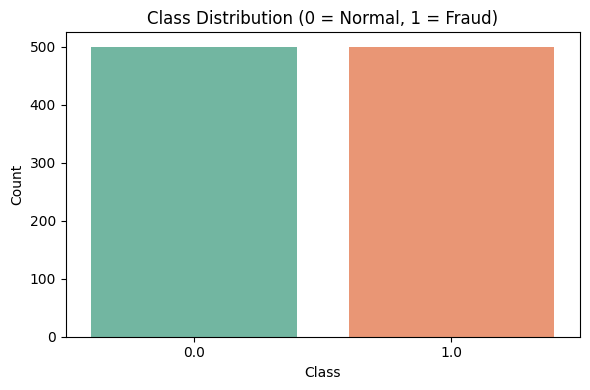 Class Distribution (0 = Normal, 1 = Fraud)
500
400
300
200
100
0
Count
0.0 1.0
Class